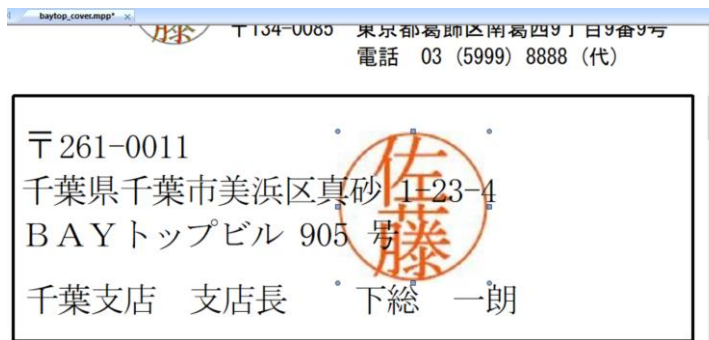 baytop_cover.mpp*
佐藤
〒134-0085 東京都葛飾区南葛西9丁目9番9号
電話 03 (5999) 8888 (代)
〒261-0011
千葉県千葉市美浜区真砂 1-23-4
BAYトップビル 905 号
佐藤
千葉支店 支店長 下総 一朗